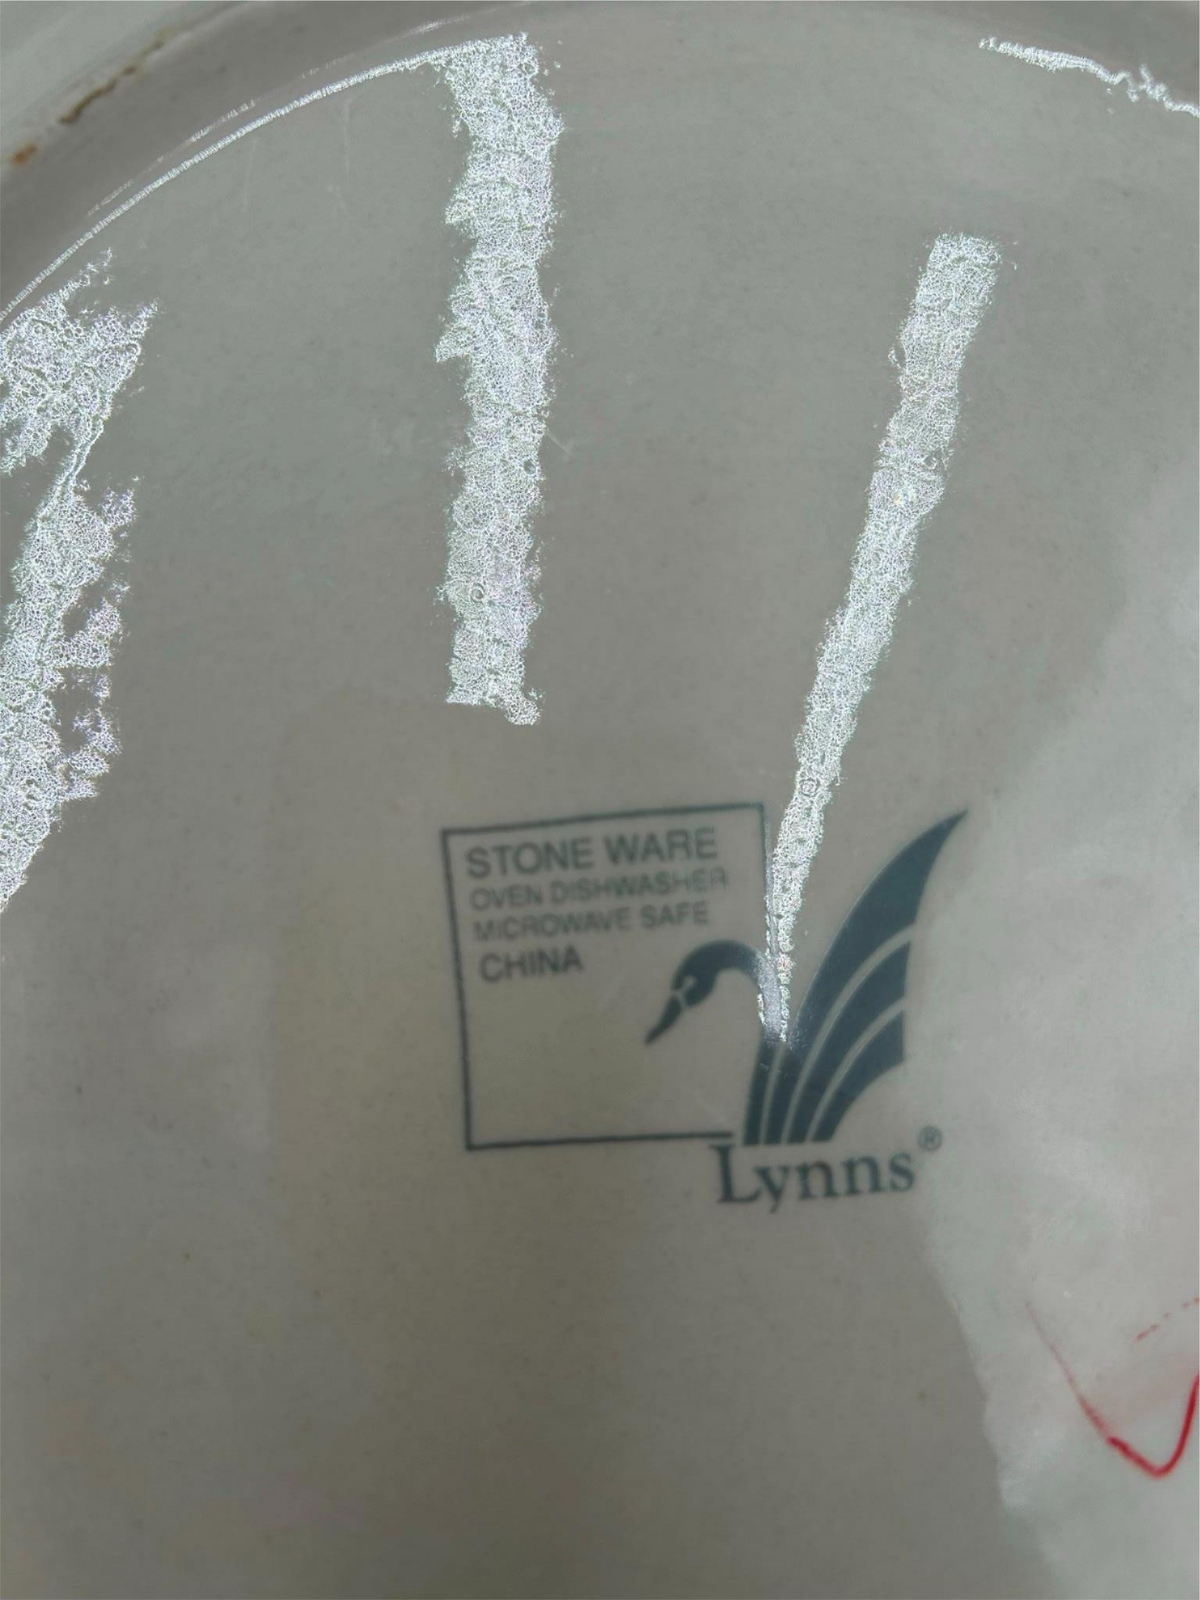 STONE WARE
OVEN DISHWASHER
MICROWAVE SAFE
CHINA
Lynns®